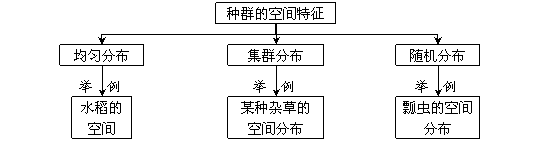 种群的空间特征
均匀分布
集群分布
随机分布
举 例
举 例
举 例
水稻的
空间
某种杂草的
空间分布
瓢虫的空间
分布